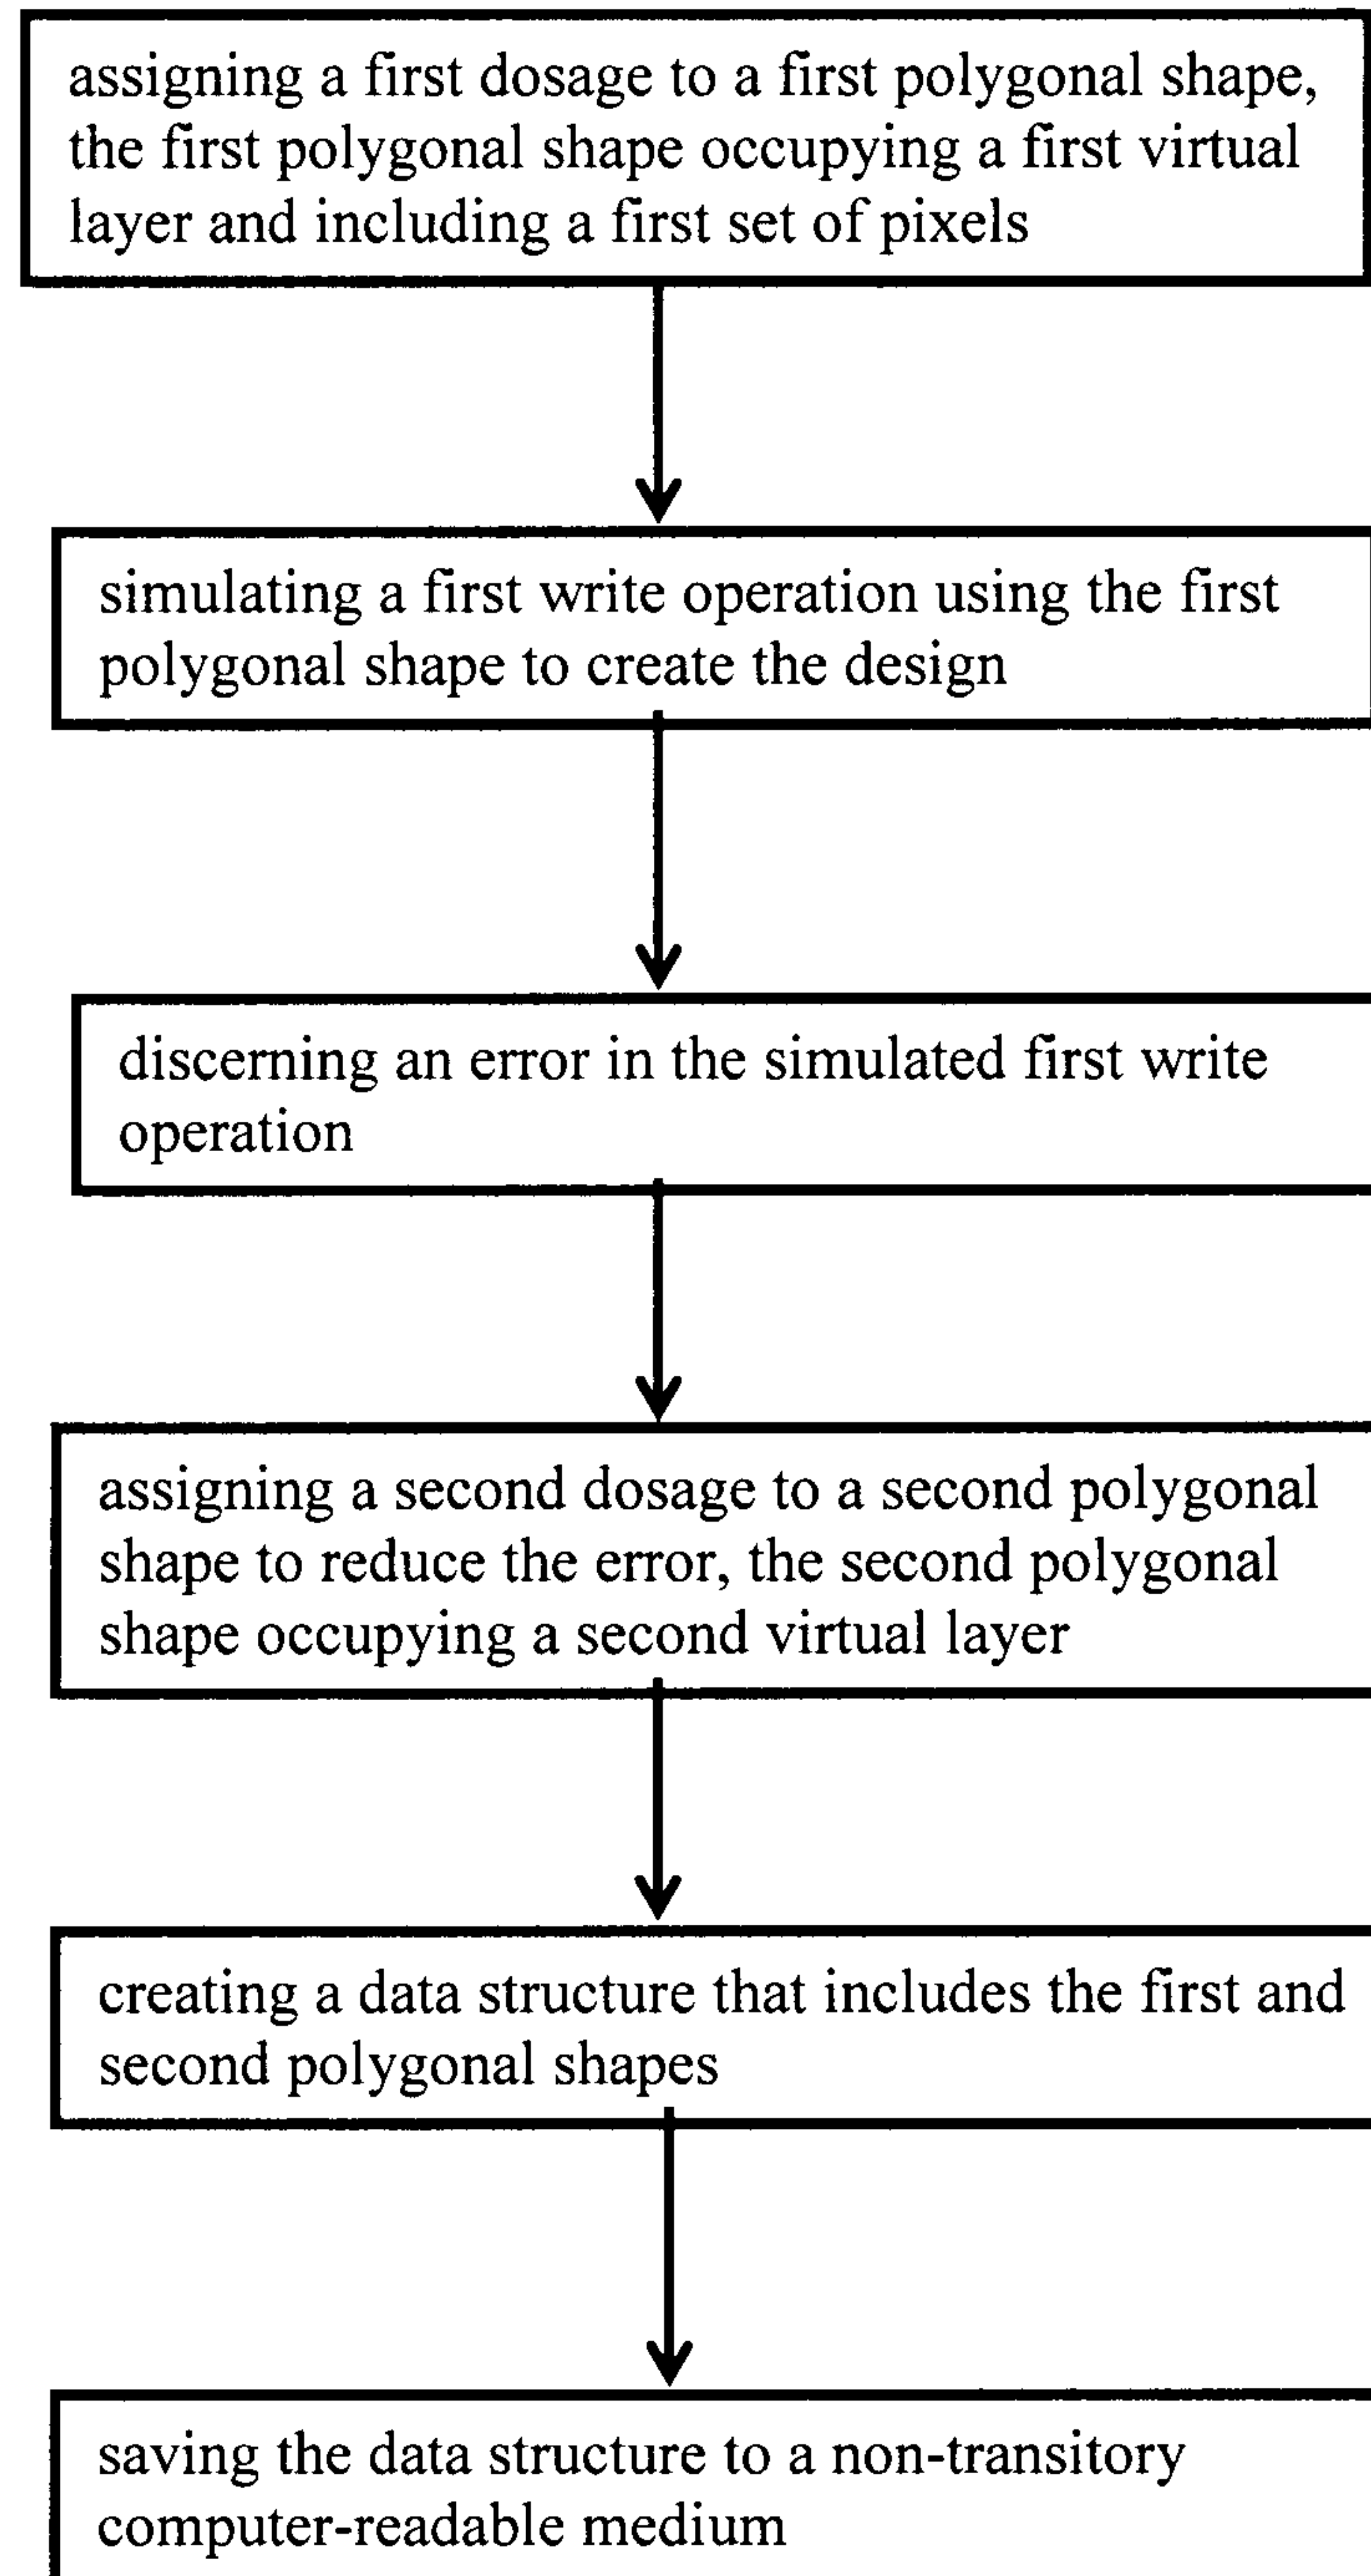 assigning a first dosage to a first polygonal shape,
the first polygonal shape occupying a first virtual
layer and including a first set of pixels
simulating a first write operation using the first
polygonal shape to create the design
discerning an error in the simulated first write
operation
assigning a second dosage to a second polygonal
shape to reduce the error, the second polygonal
shape occupying a second virtual layer
creating a data structure that includes the first and
second polygonal shapes
saving the data structure to a non-transitory
computer-readable medium